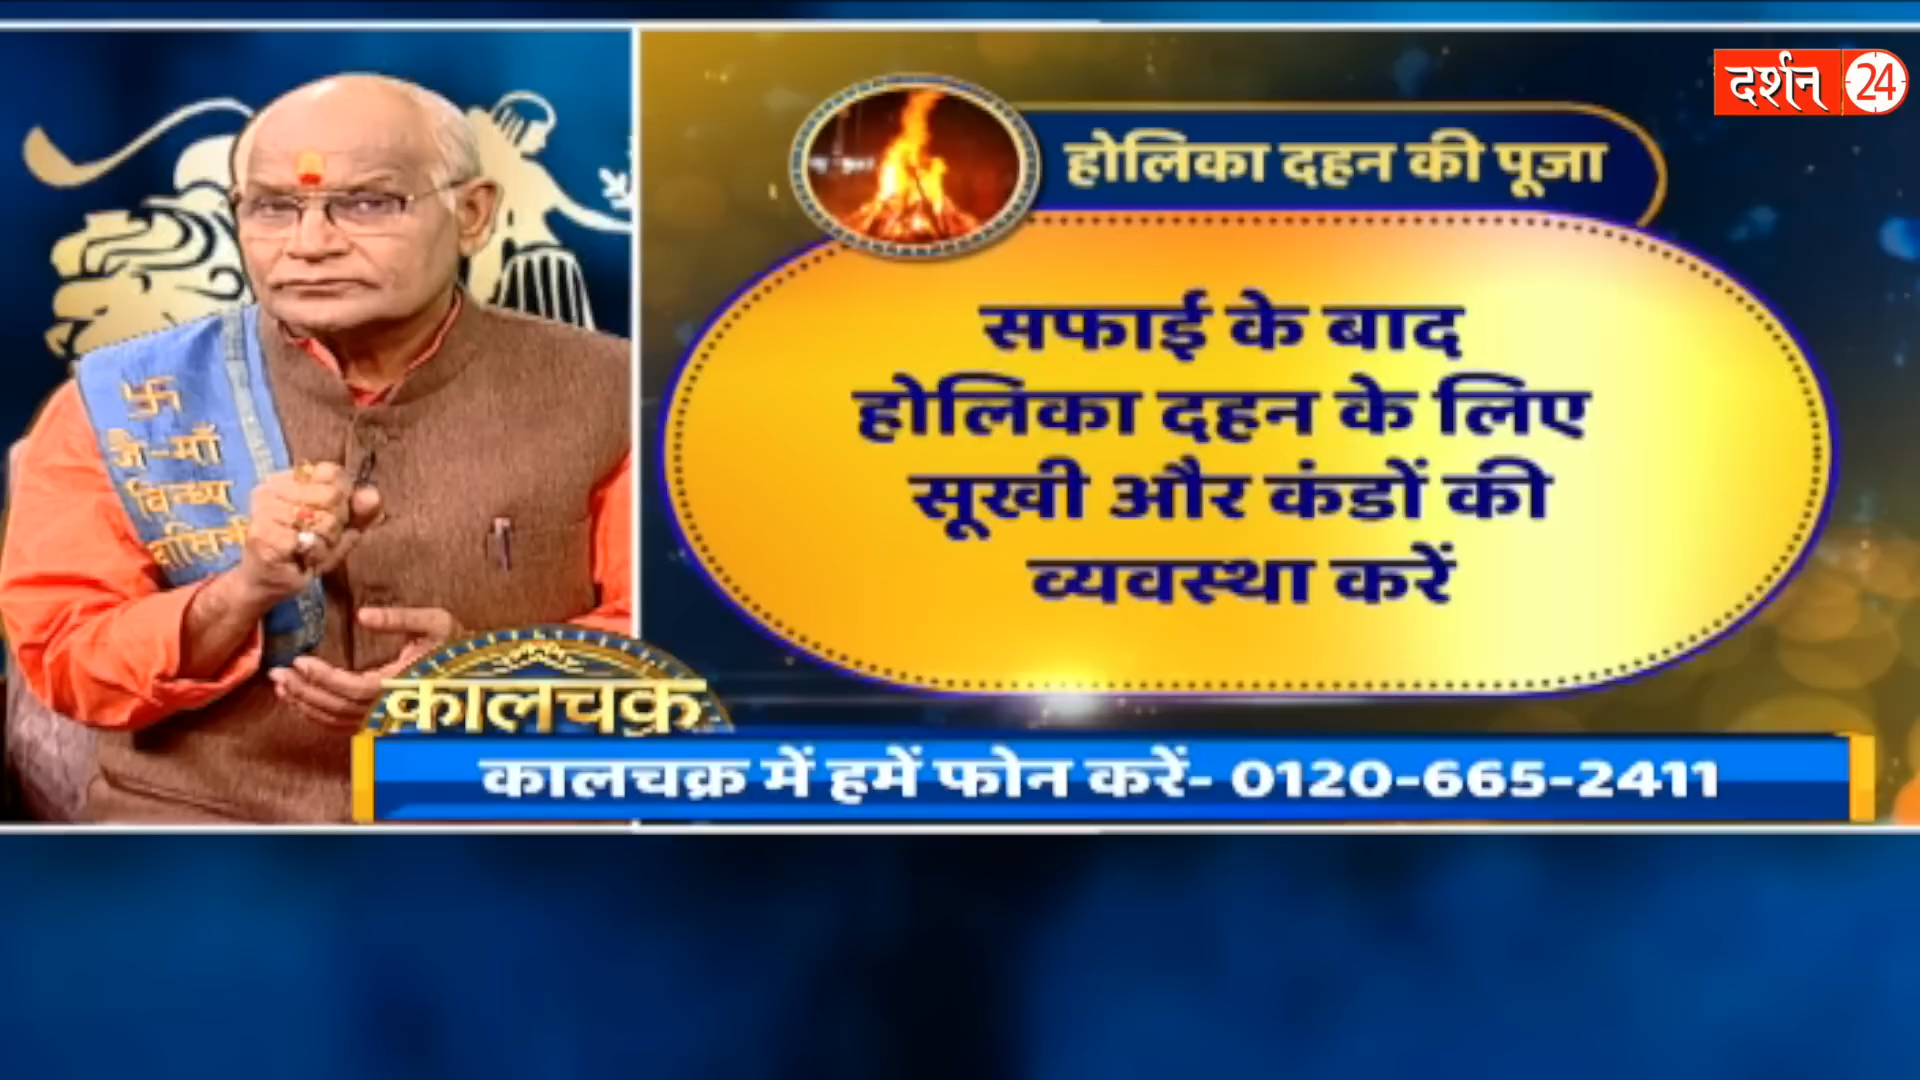 दर्शन 24
होलिका दहन की पूजा
सफाई के बाद
होलिका दहन के लिए
सूखी और कंडों की
व्यवस्था करें
जै-माँ
विन्ध्य
वासिनी
कालचक्र
कालचक्र में हमें फोन करें- 0120-665-2411